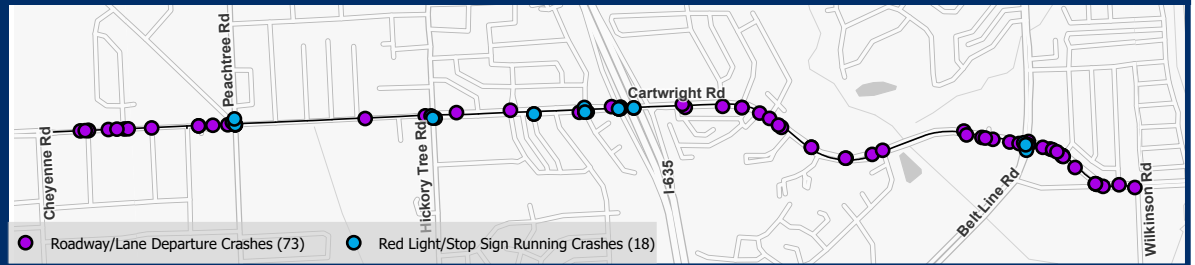 Peachtree Rd
Cartwright Rd
Cheyenne Rd
Hickory Tree Rd
I-635
Belt Line Rd
Wilkinson Rd
Roadway/Lane Departure Crashes (73)
Red Light/Stop Sign Running Crashes (18)